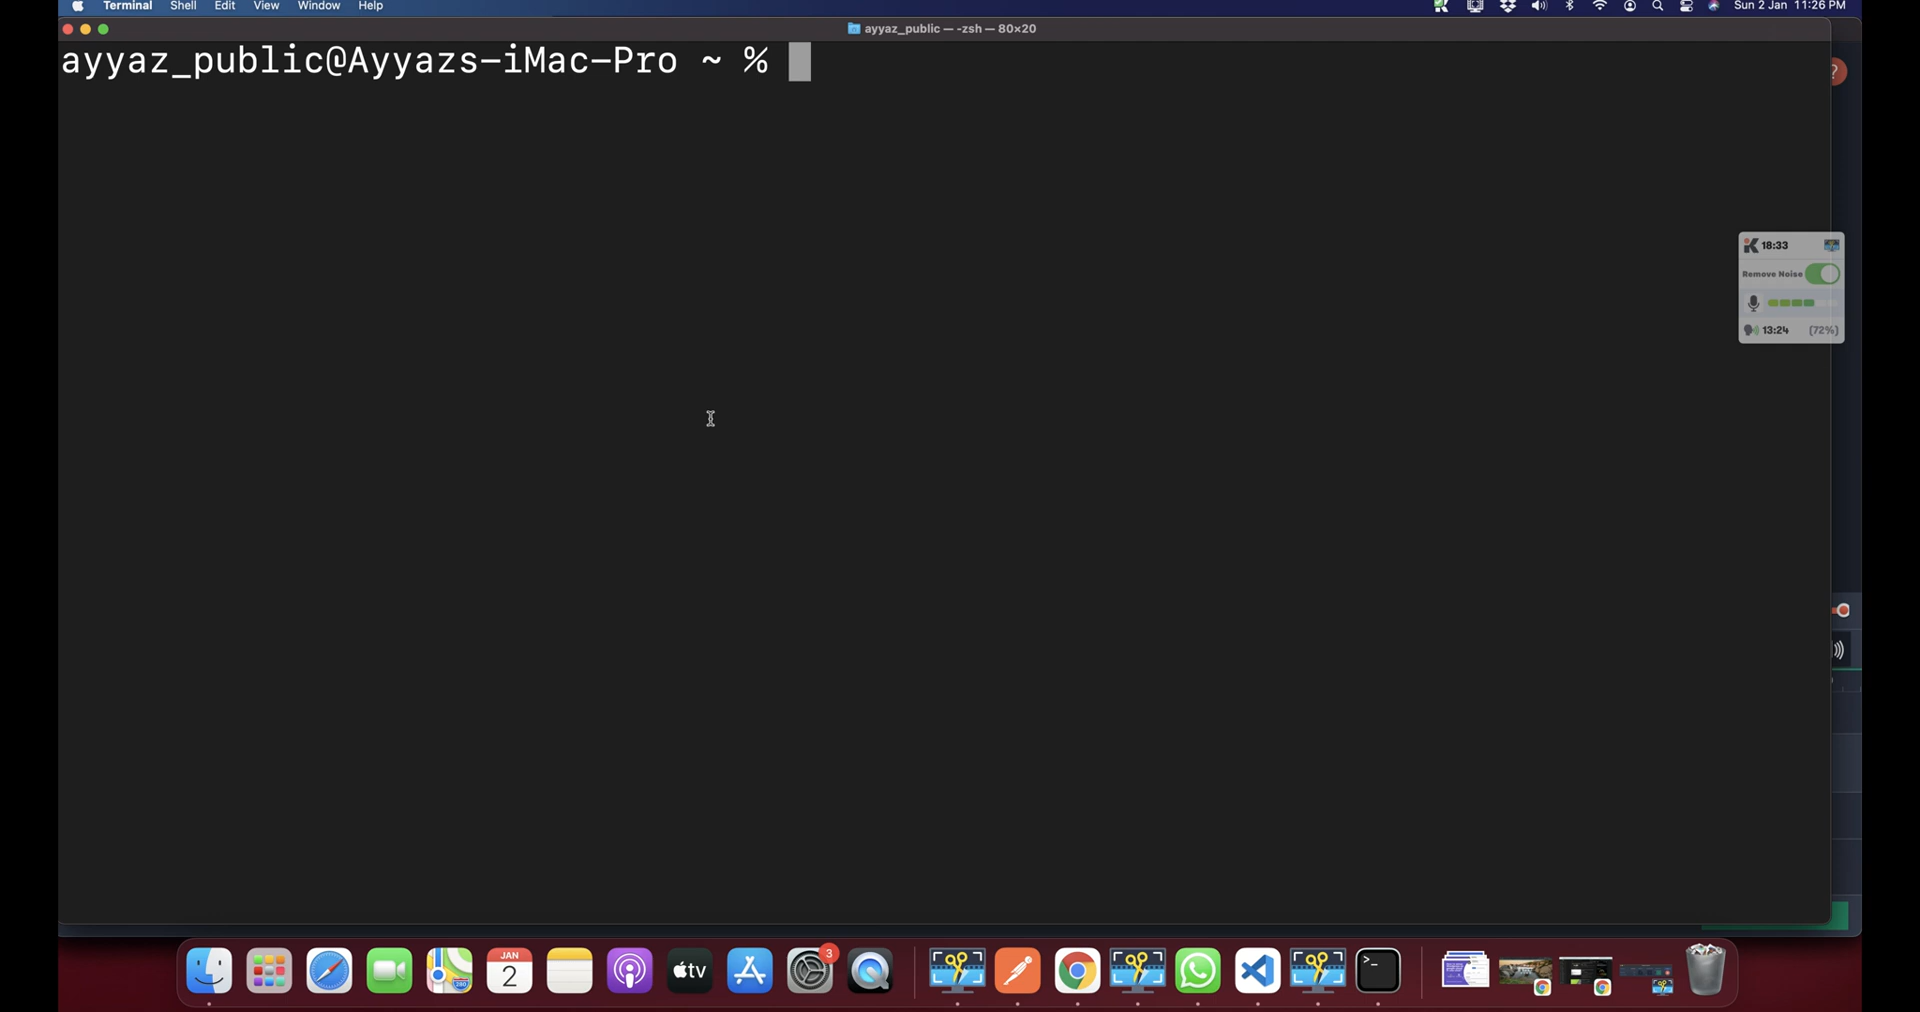 Terminal Shell Edit View Window Help
Sun 2 Jan 11:26 PM
ayyaz_public — -zsh — 80×20
ayyaz_public@Ayyazs-iMac-Pro ~ %
?
18:33
Remove Noise
13:24 (72%)
JAN
2
tv
3
>_